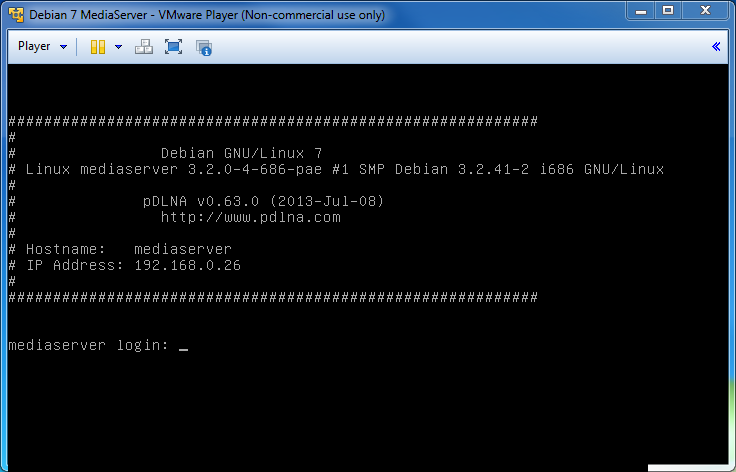 Debian 7 MediaServer - VMware Player (Non-commercial use only)
Player
###########################################################
#
# Debian GNU/Linux 7
# Linux mediaserver 3.2.0-4-686-pae #1 SMP Debian 3.2.41-2 i686 GNU/Linux
#
# pDLNA v0.63.0 (2013-Jul-08)
# http://www.pdlna.com
#
# Hostname: mediaserver
# IP Address: 192.168.0.26
#
###########################################################
mediaserver login: _